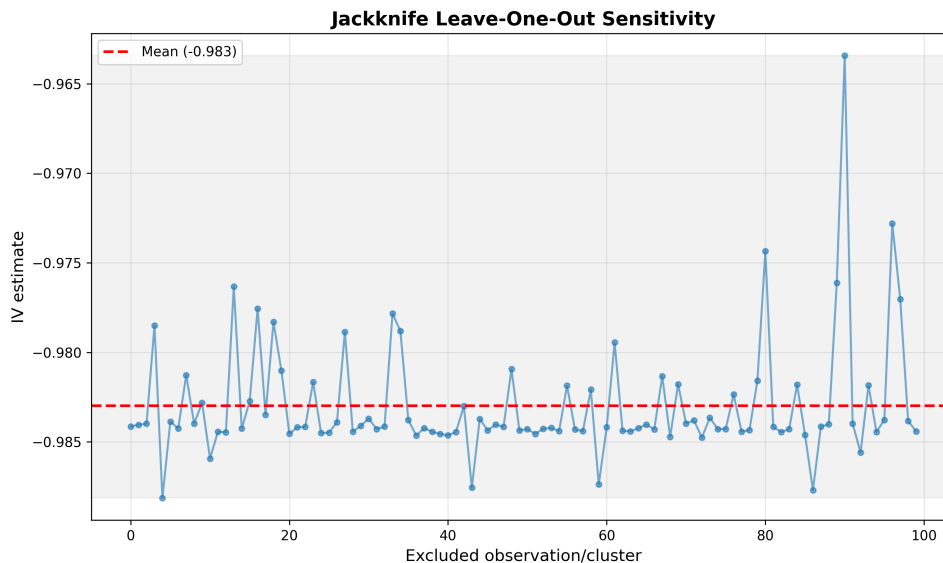 Jackknife Leave-One-Out Sensitivity
Mean (-0.983)
IV estimate
−0.965
−0.970
−0.975
−0.980
−0.985
0
20
40
60
80
100
Excluded observation/cluster